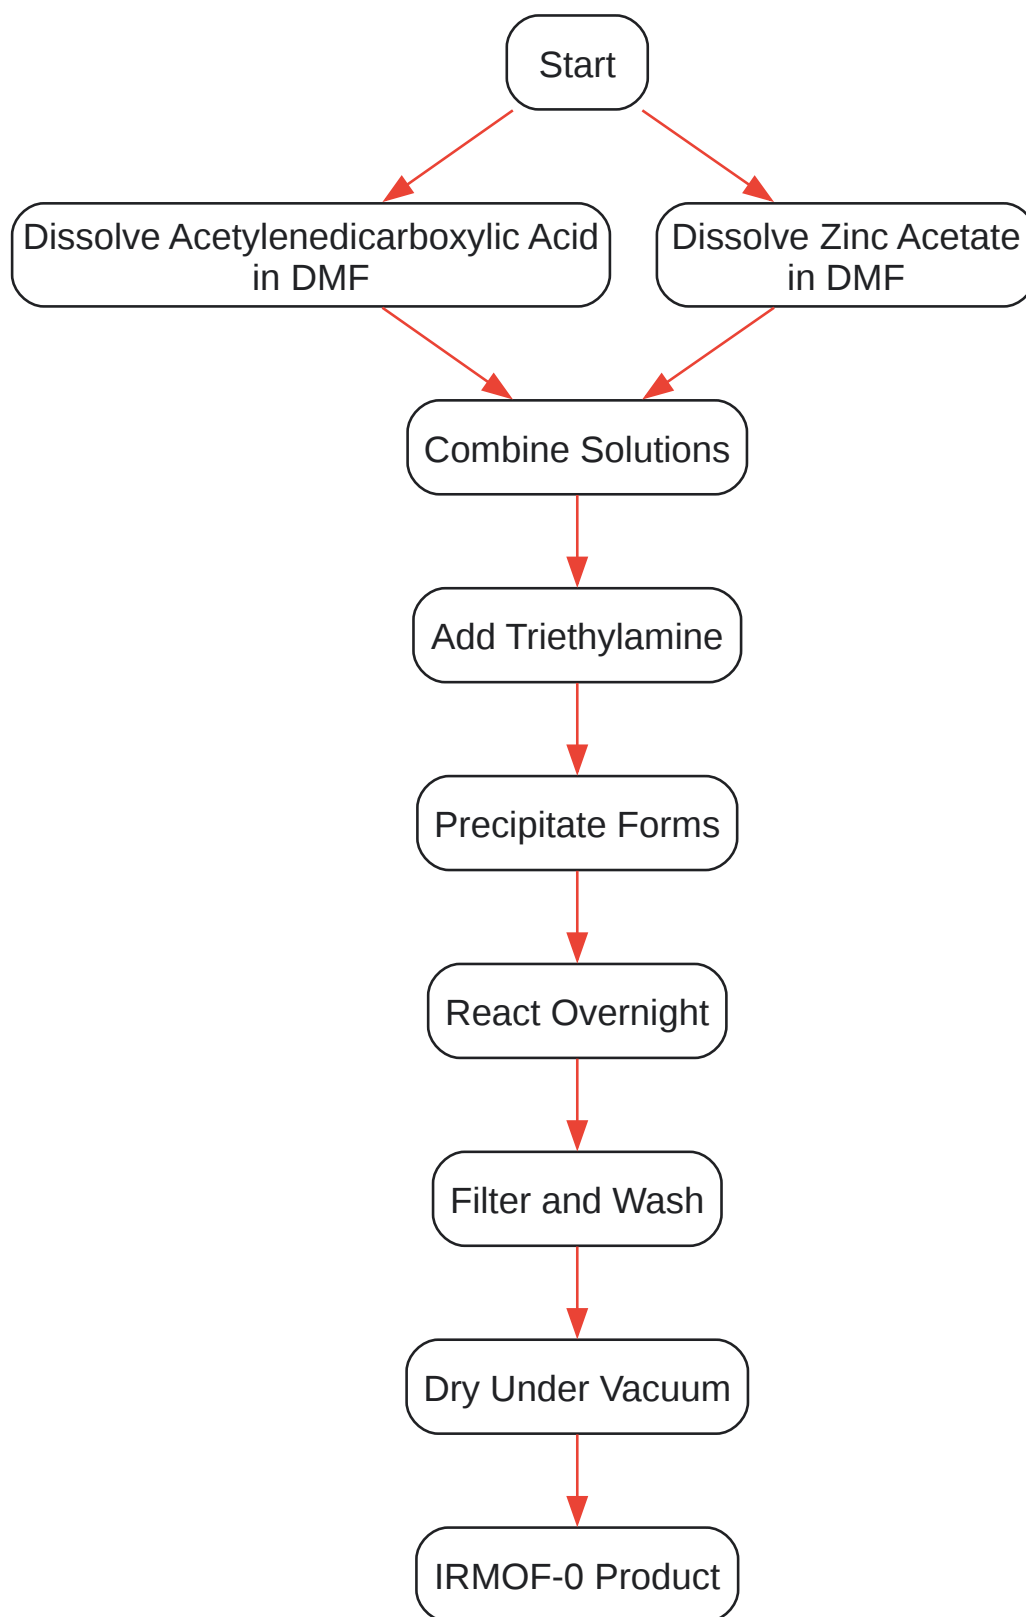 Start
Dissolve Acetylenedicarboxylic Acid
in DMF
Dissolve Zinc Acetate
in DMF
Combine Solutions
Add Triethylamine
Precipitate Forms
React Overnight
Filter and Wash
Dry Under Vacuum
IRMOF-0 Product